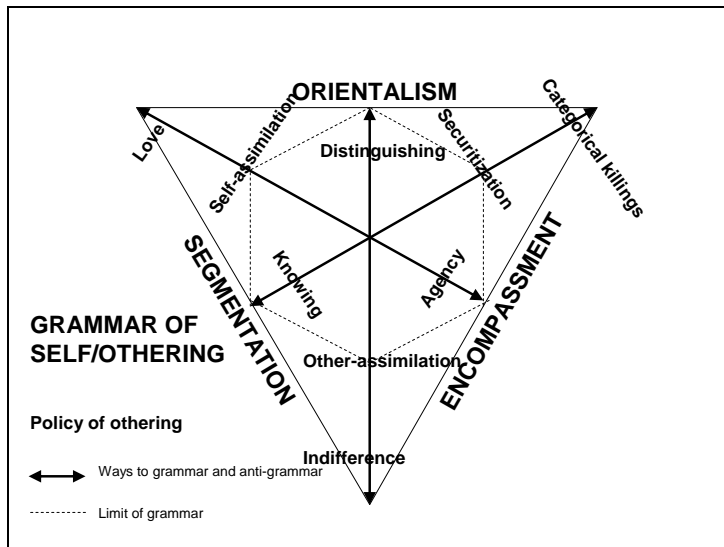 ORIENTALISM
Love
Self-assimilation
Distinguishing
Securitization
Categorical killings
SEGMENTATION
Knowing
Agency
ENCOMPASSMENT
GRAMMAR OF
SELF/OTHERING
Other-assimilation
Policy of othering
Indifference
Ways to grammar and anti-grammar
Limit of grammar